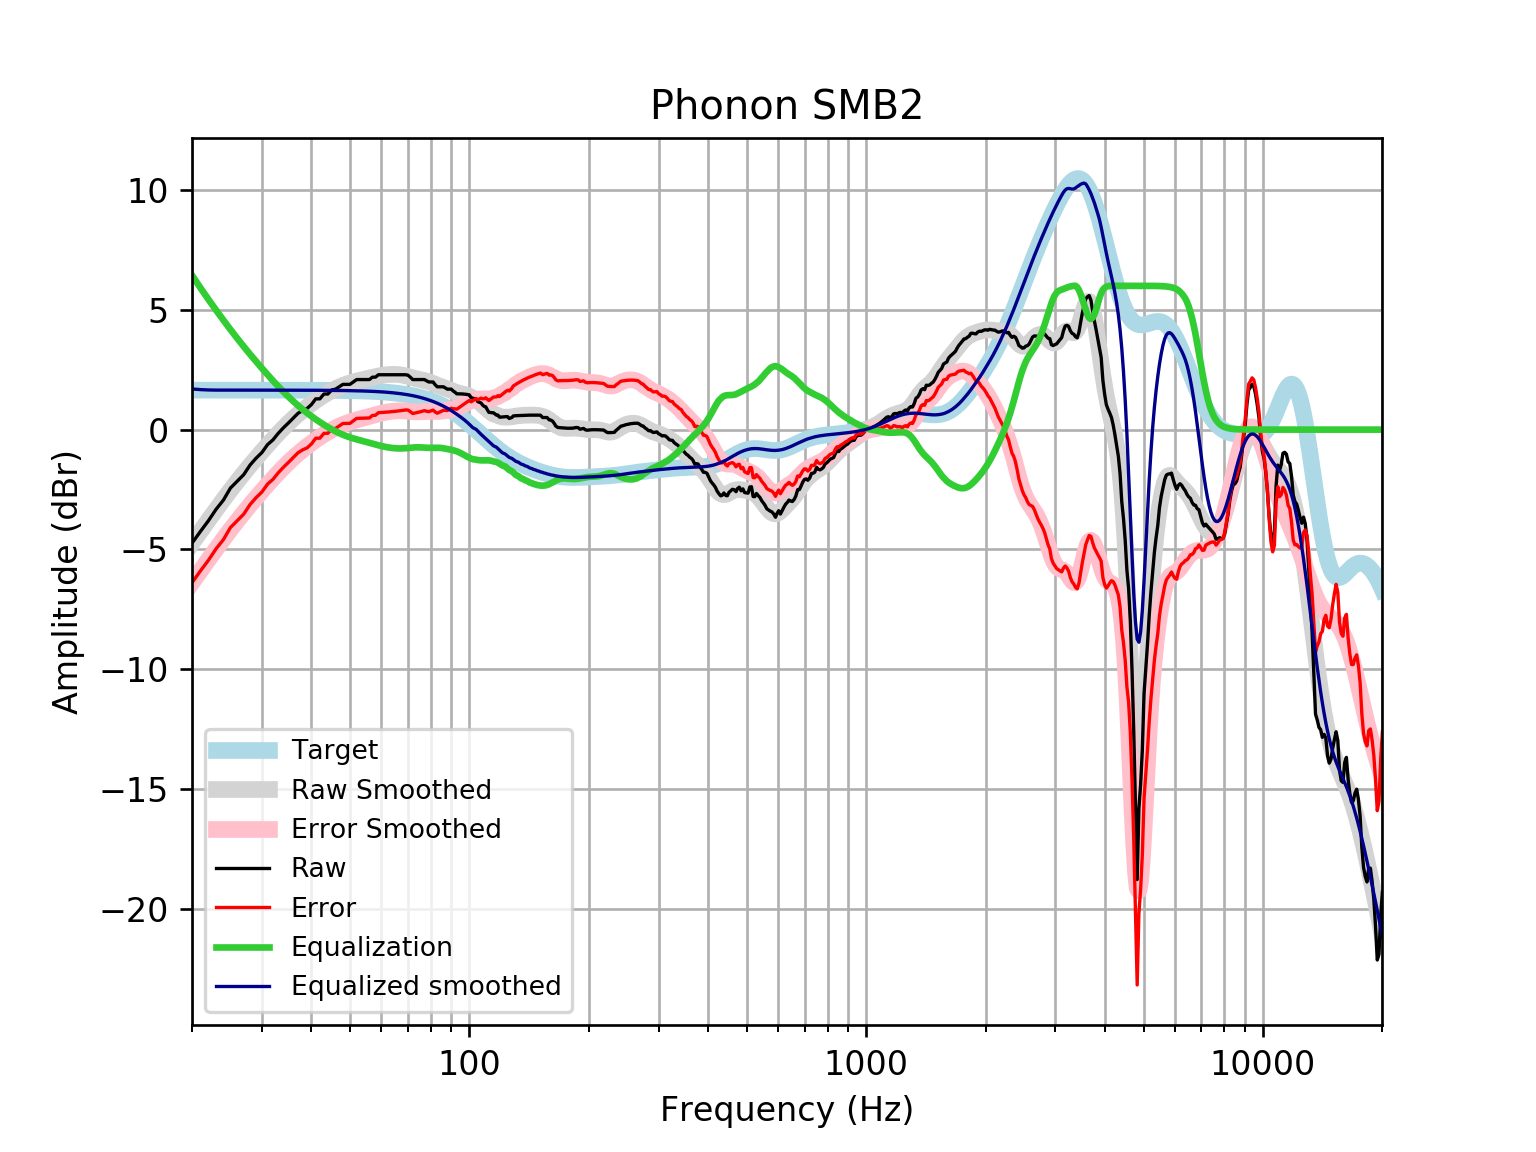 Phonon SMB2
10
5
0
−5
−10
−15
−20
Amplitude (dBr)
Target
Raw Smoothed
Error Smoothed
Raw
Error
Equalization
Equalized smoothed
100
1000
10000
Frequency (Hz)